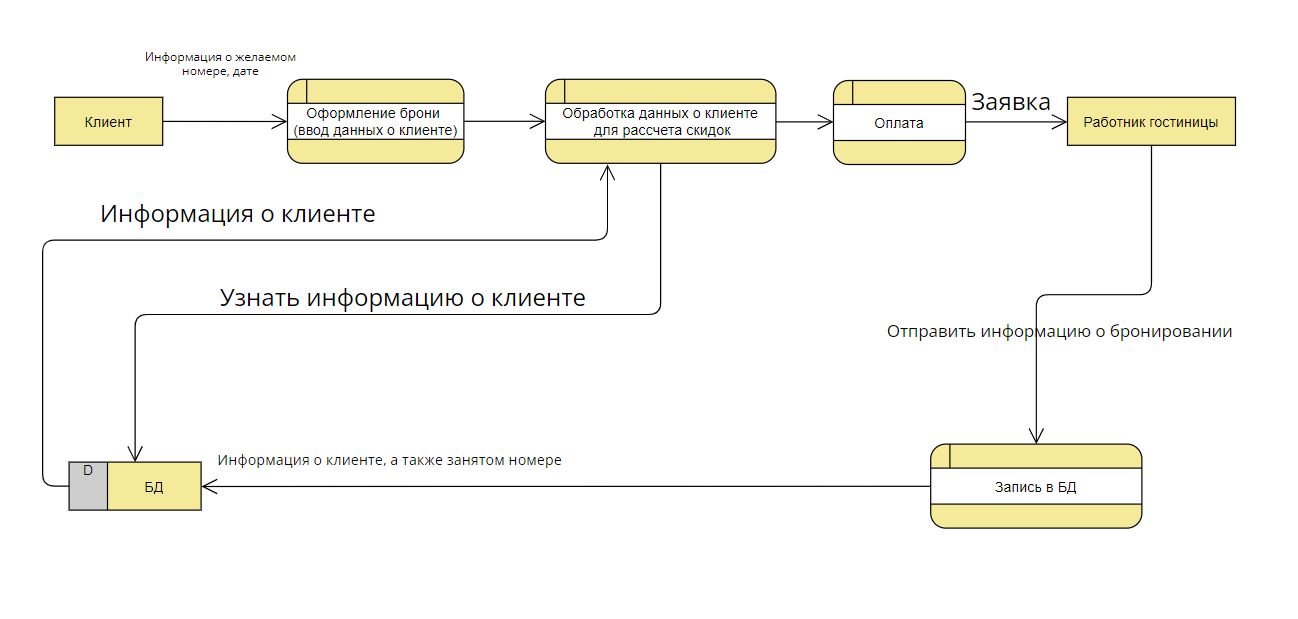 Информация о желаемом
номере, дате
Клиент
Оформление брони
(ввод данных о клиенте)
Обработка данных о клиенте
для рассчета скидок
Оплата
Заявка
Работник гостиницы
Информация о клиенте
Узнать информацию о клиенте
Отправить информацию о бронировании
D
БД
Информация о клиенте, а также занятом номере
Запись в БД